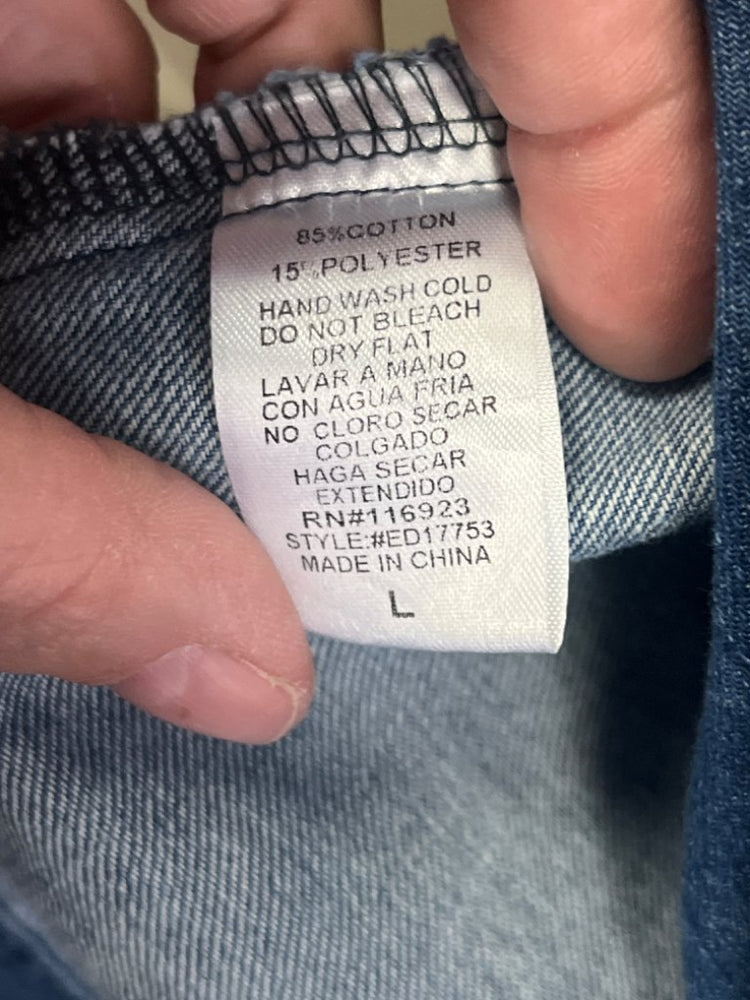 85%COTTON
15%POLYESTER
HAND WASH COLD
DO NOT BLEACH
DRY FLAT
LAVAR A MANO
CON AGUA FRIA
NO CLORO SECAR
COLGADO
HAGA SECAR
EXTENDIDO
RN#116923
STYLE:#ED17753
MADE IN CHINA
L